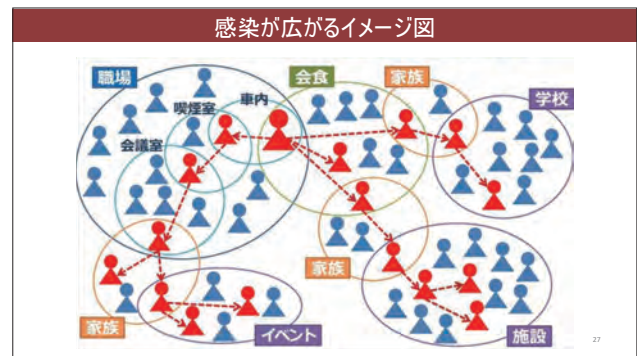 感染が広がるイメージ図
職場
会食
家族
学校
喫煙室
車内
会議室
家族
家族
イベント
施設
27